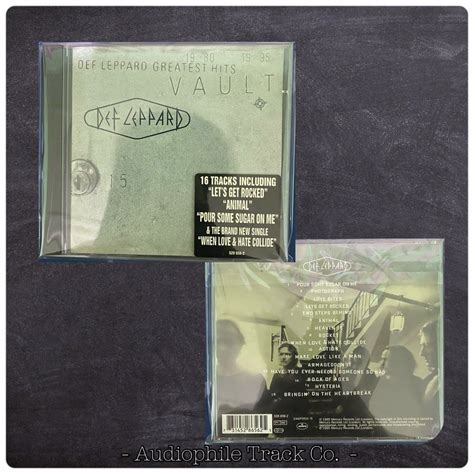 19 80 19 95
DEF LEPPARD GREATEST HITS
VAULT
DEF LEPPARD
15
16 TRACKS INCLUDING
"LET'S GET ROCKED"
"ANIMAL"
"POUR SOME SUGAR ON ME"
& THE BRAND NEW SINGLE
"WHEN LOVE & HATE COLLIDE"
DEF LEPPARD
POUR SOME SUGAR ON ME
PHOTOGRAPH
LOVE BITES
LET'S GET ROCKED
TWO STEPS BEHIND
ANIMAL
HEAVEN IS
ROCKET
WHEN LOVE & HATE COLLIDE
ACTION
MAKE LOVE LIKE A MAN
ARMAGEDDON IT
HAVE YOU EVER NEEDED SOMEONE SO BAD
ROCK OF AGES
HYSTERIA
BRINGIN' ON THE HEARTBREAK
- Audiophile Track Co. -